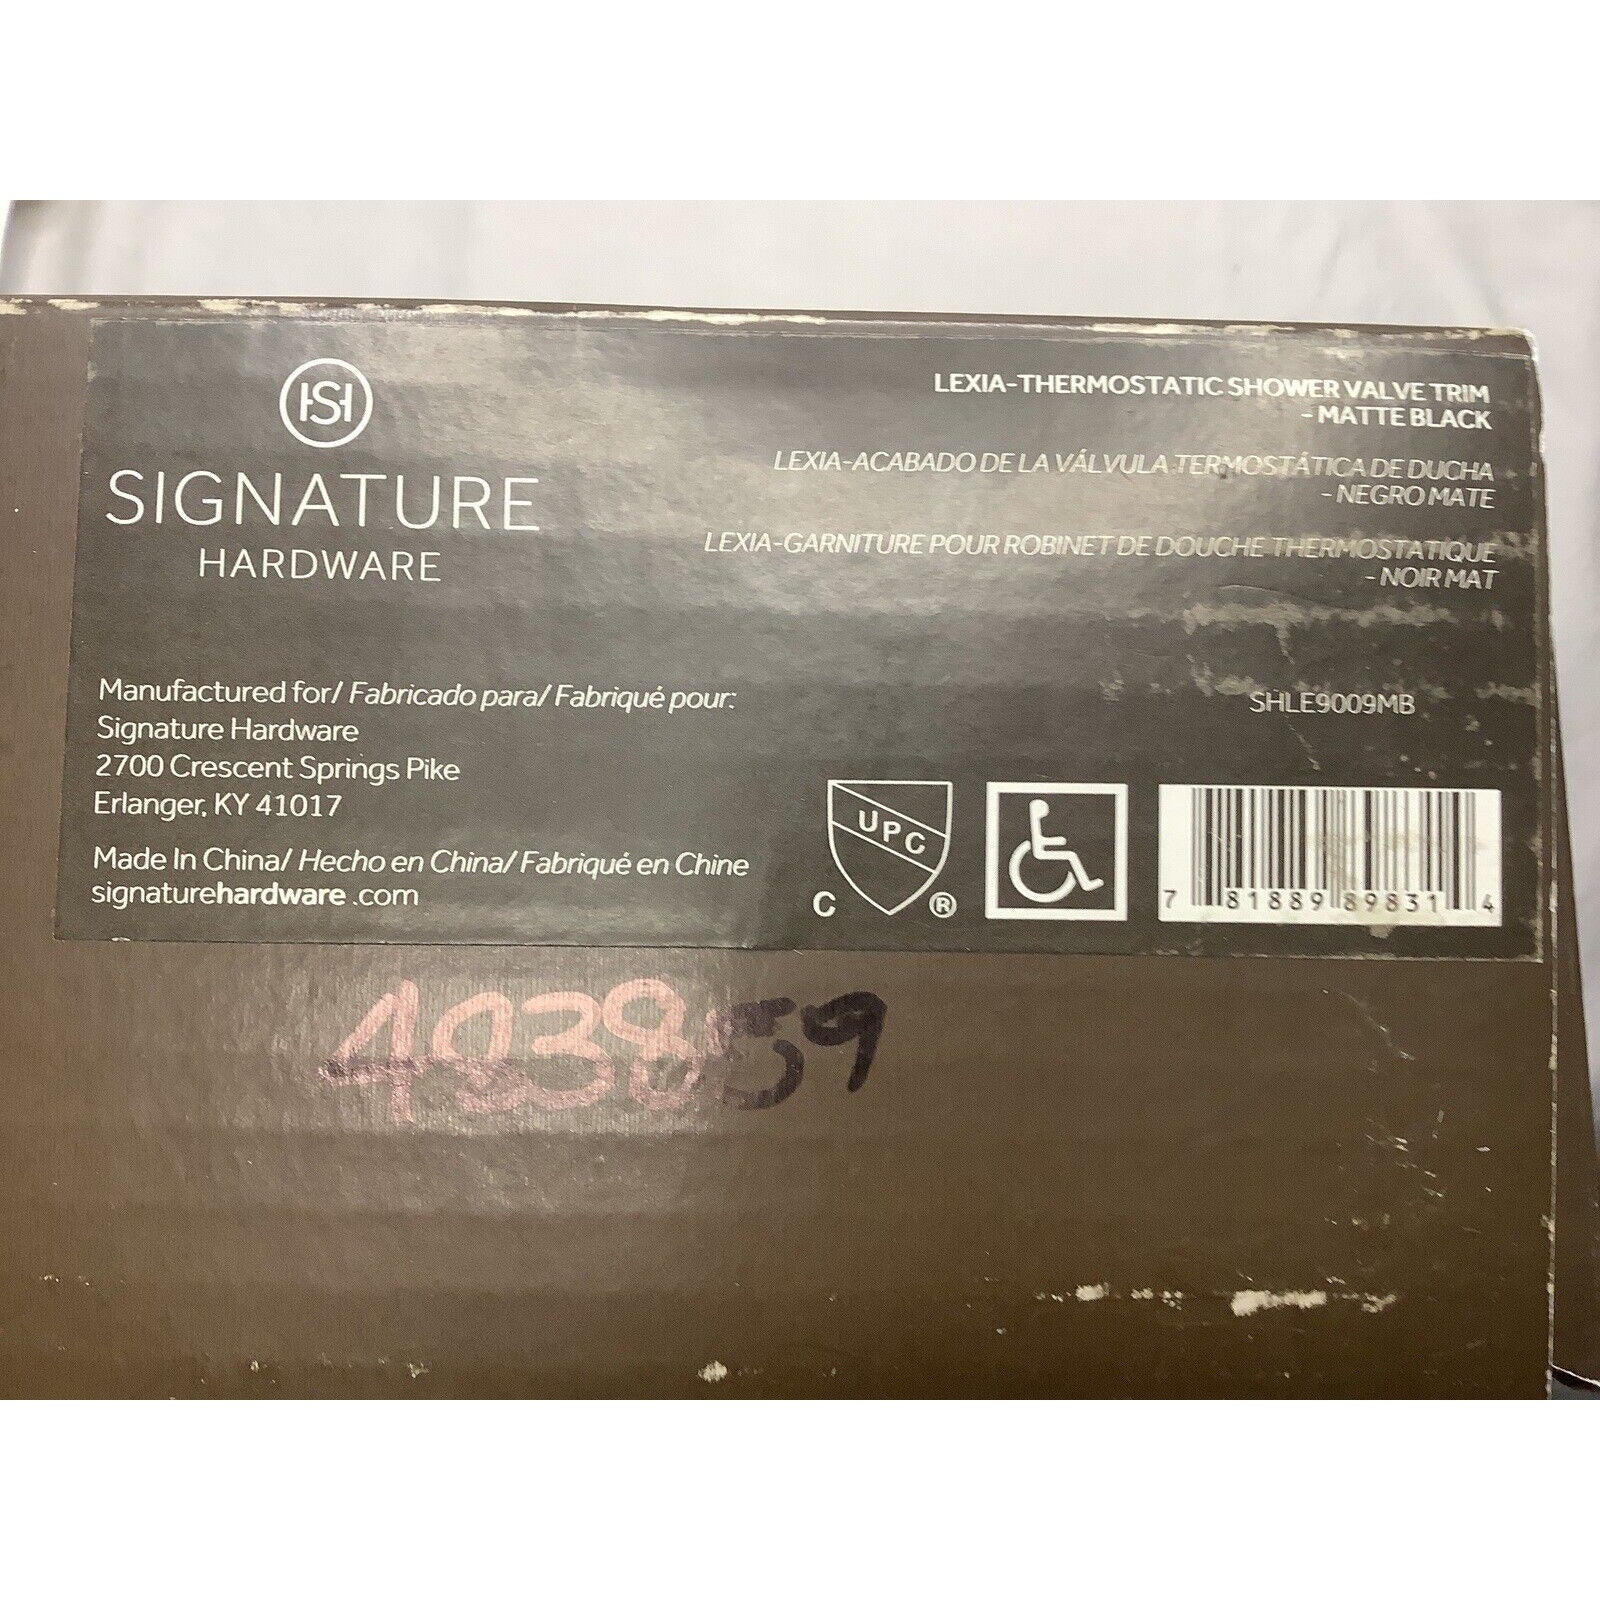 SIGNATURE
HARDWARE
LEXIA-THERMOSTATIC SHOWER VALVE TRIM
- MATTE BLACK
LEXIA-ACABADO DE LA VÁLVULA TERMOSTÁTICA DE DUCHA
- NEGRO MATE
LEXIA-GARNITURE POUR ROBINET DE DOUCHE THERMOSTATIQUE
- NOIR MAT
Manufactured for/ Fabricado para/ Fabriqué pour:
Signature Hardware
2700 Crescent Springs Pike
Erlanger, KY 41017
Made In China/ Hecho en China/ Fabriqué en Chine
signaturehardware.com
SHLE9009MB
UPC
C ®
7 81889 89831 4
493859